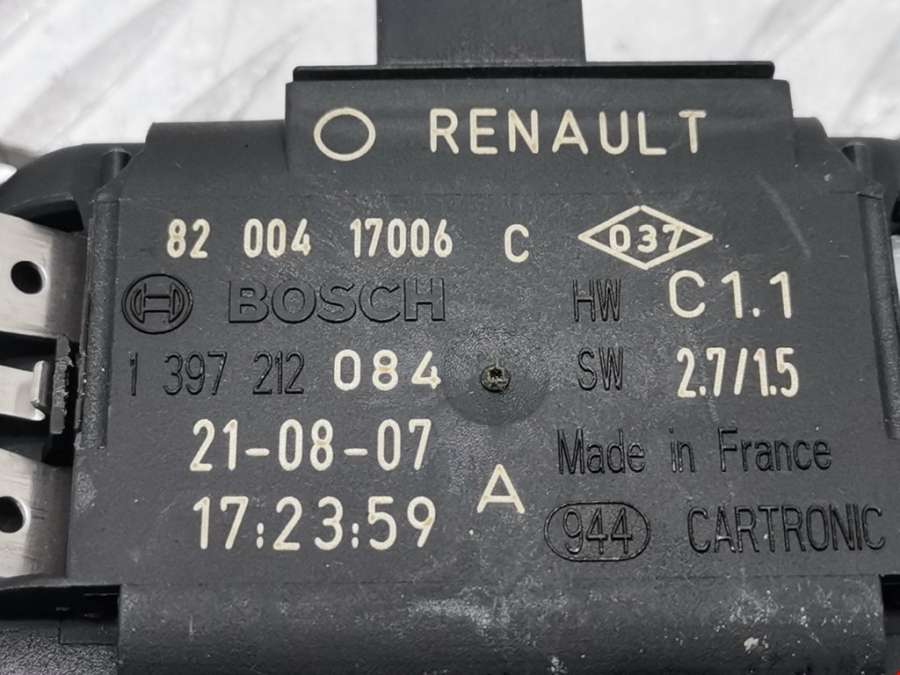 RENAULT
82 004 17006 C 037
BOSCH HW C1.1
1 397 212 084 SW 2.7/1.5
21-08-07 Made in France
17:23:59 A 944 CARTRONIC